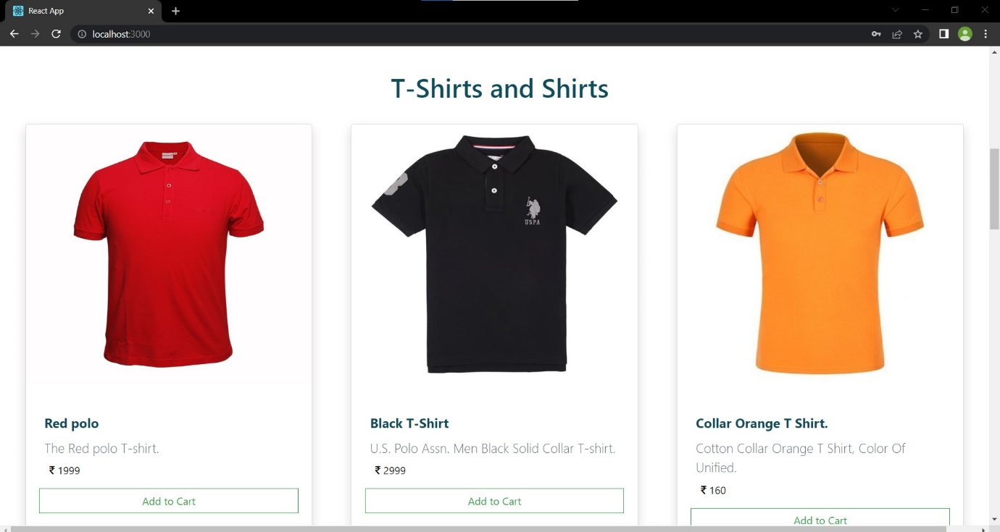 React App
localhost:3000
T-Shirts and Shirts
USPA
Red polo
The Red polo T-shirt.
₹ 1999
Add to Cart
Black T-Shirt
U.S. Polo Assn. Men Black Solid Collar T-shirt.
₹ 2999
Add to Cart
Collar Orange T Shirt.
Cotton Collar Orange T Shirt, Color Of
Unified.
₹ 160
Add to Cart